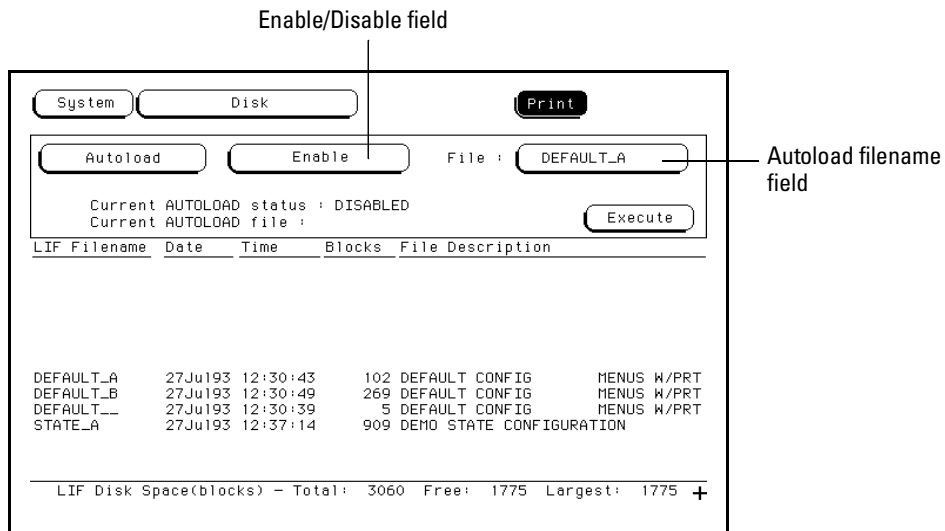 Enable/Disable field
System Disk Print
Autoload Enable File : DEFAULT_A
Autoload filename
field
Current AUTOLOAD status : DISABLED
Current AUTOLOAD file :
Execute
LIF Filename Date Time Blocks File Description
DEFAULT_A 27Jul93 12:30:43 102 DEFAULT CONFIG MENUS W/PRT
DEFAULT_B 27Jul93 12:30:49 269 DEFAULT CONFIG MENUS W/PRT
DEFAULT__ 27Jul93 12:30:39 5 DEFAULT CONFIG MENUS W/PRT
STATE_A 27Jul93 12:37:14 909 DEMO STATE CONFIGURATION
LIF Disk Space(blocks) – Total: 3060 Free: 1775 Largest: 1775 +